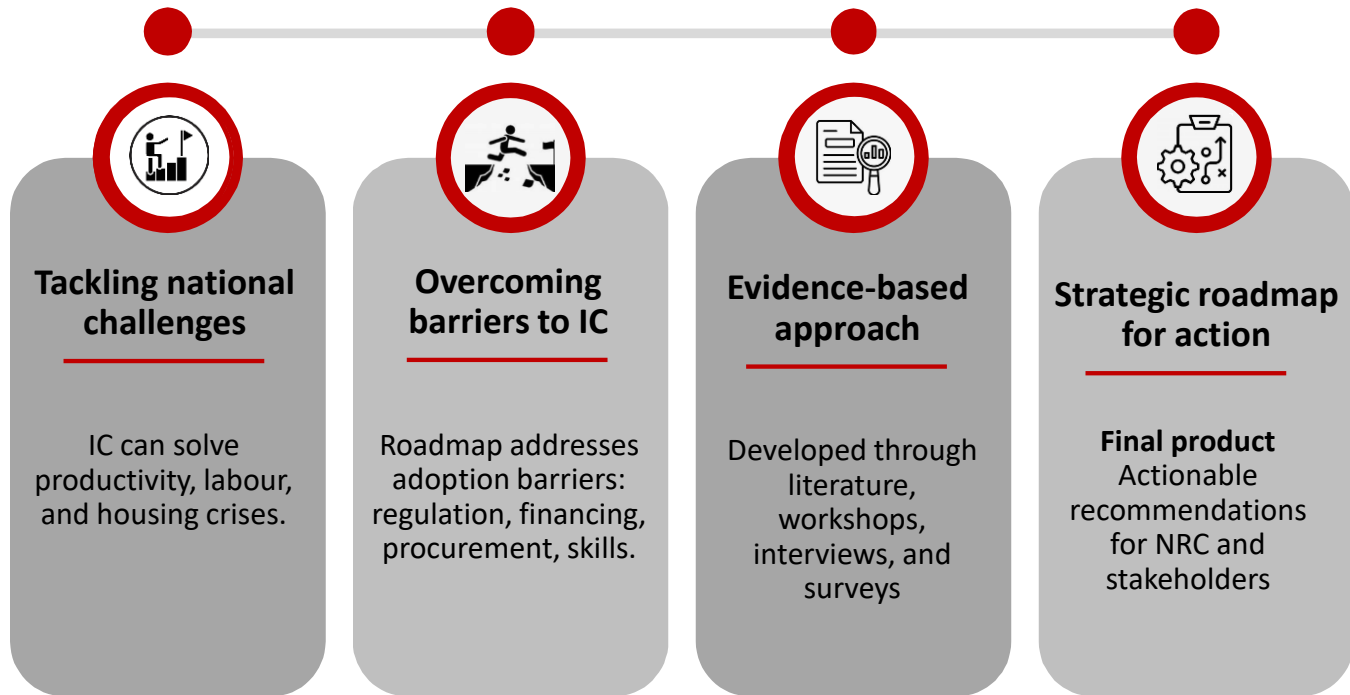 Tackling national
challenges
IC can solve
productivity, labour,
and housing crises.
Overcoming
barriers to IC
Roadmap addresses
adoption barriers:
regulation, financing,
procurement, skills.
Evidence-based
approach
Developed through
literature,
workshops,
interviews, and
surveys
Strategic roadmap
for action
Final product
Actionable
recommendations
for NRC and
stakeholders